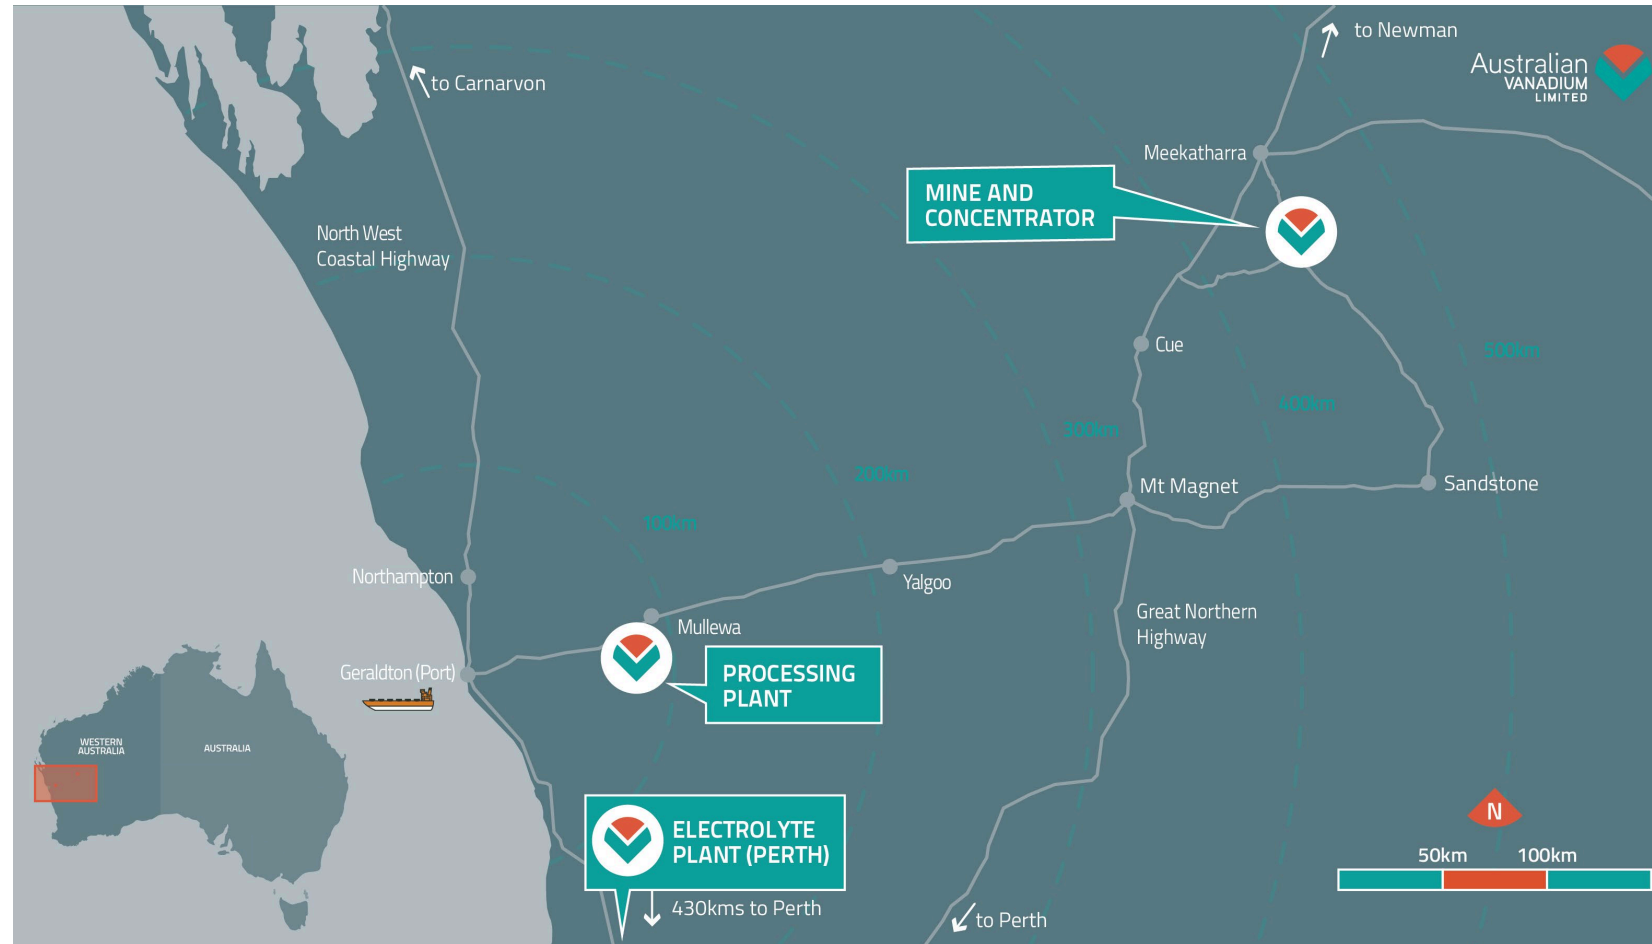 to Newman
Australian
VANADIUM
LIMITED
to Carnarvon
Meekatharra
MINE AND
CONCENTRATOR
North West
Coastal Highway
Cue
500km
400km
300km
200km
Mt Magnet
Sandstone
100km
Northampton
Yalgoo
Great Northern
Highway
Mullewa
Geraldton (Port)
PROCESSING
PLANT
WESTERN
AUSTRALIA
AUSTRALIA
N
ELECTROLYTE
PLANT (PERTH)
50km
100km
430kms to Perth
to Perth